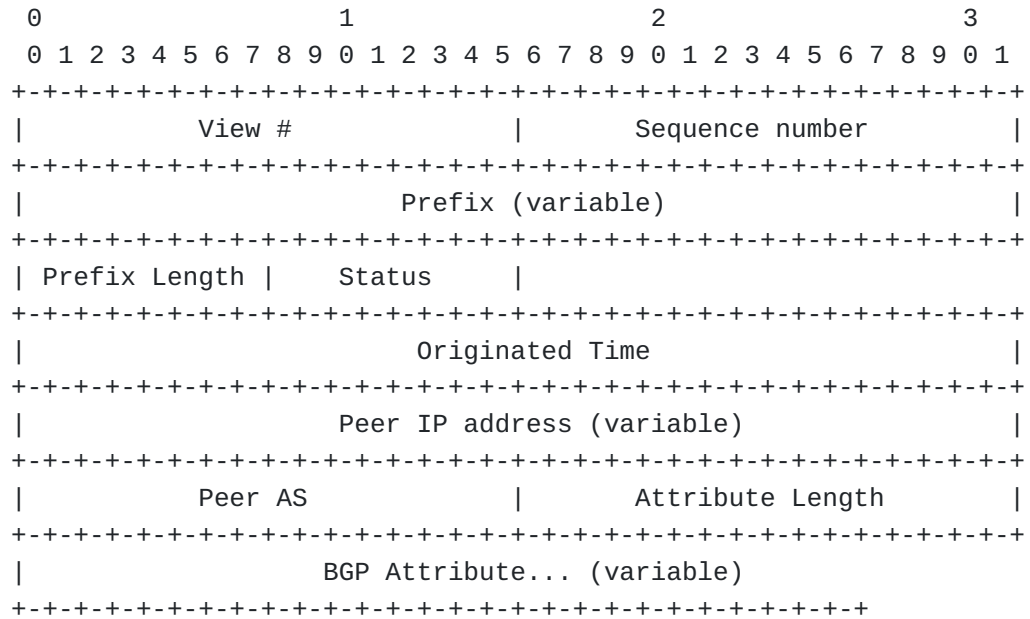 0                   1                   2                   3
 0 1 2 3 4 5 6 7 8 9 0 1 2 3 4 5 6 7 8 9 0 1 2 3 4 5 6 7 8 9 0 1
+-+-+-+-+-+-+-+-+-+-+-+-+-+-+-+-+-+-+-+-+-+-+-+-+-+-+-+-+-+-+-+-+
|           View #              |       Sequence number         |
+-+-+-+-+-+-+-+-+-+-+-+-+-+-+-+-+-+-+-+-+-+-+-+-+-+-+-+-+-+-+-+-+
|                        Prefix (variable)                      |
+-+-+-+-+-+-+-+-+-+-+-+-+-+-+-+-+-+-+-+-+-+-+-+-+-+-+-+-+-+-+-+-+
| Prefix Length |    Status     |
+-+-+-+-+-+-+-+-+-+-+-+-+-+-+-+-+-+-+-+-+-+-+-+-+-+-+-+-+-+-+-+-+
|                         Originated Time                       |
+-+-+-+-+-+-+-+-+-+-+-+-+-+-+-+-+-+-+-+-+-+-+-+-+-+-+-+-+-+-+-+-+
|                    Peer IP address (variable)                 |
+-+-+-+-+-+-+-+-+-+-+-+-+-+-+-+-+-+-+-+-+-+-+-+-+-+-+-+-+-+-+-+-+
|           Peer AS             |       Attribute Length        |
+-+-+-+-+-+-+-+-+-+-+-+-+-+-+-+-+-+-+-+-+-+-+-+-+-+-+-+-+-+-+-+-+
|                   BGP Attribute... (variable)
+-+-+-+-+-+-+-+-+-+-+-+-+-+-+-+-+-+-+-+-+-+-+-+-+-+-+-+